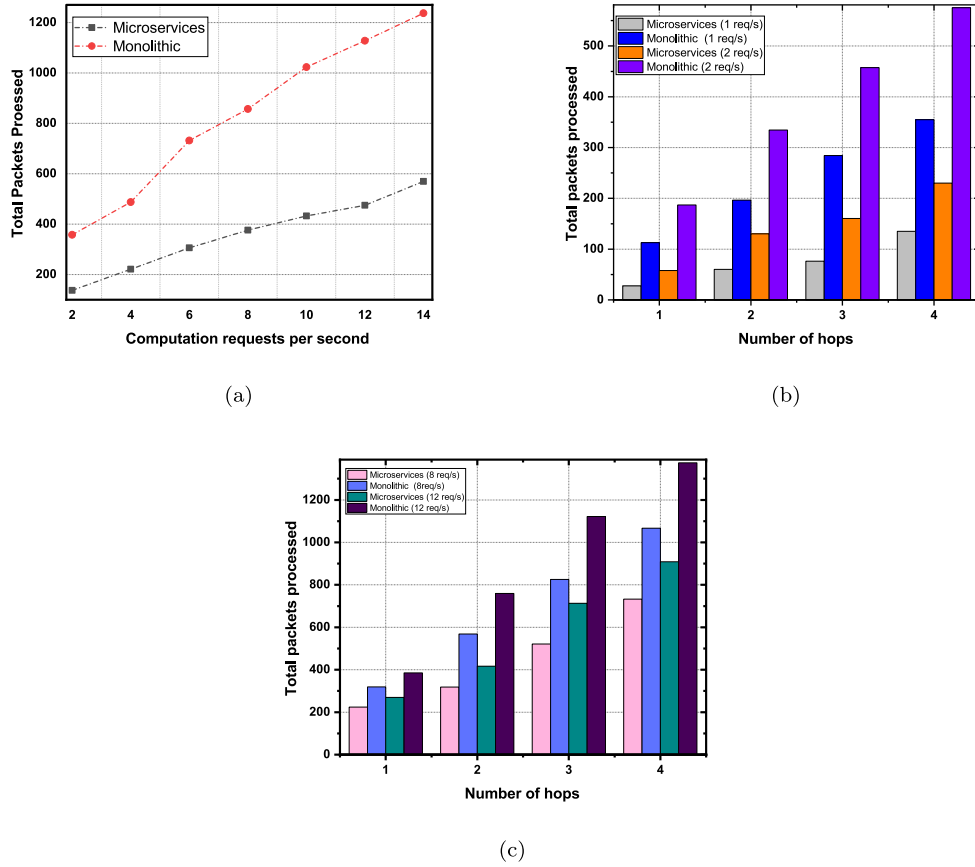 1200
1000
800
600
400
200
Total Packets Proessed
Microservices
Monolithic
2 4 6 8 10 12 14
Computation requests per second
(a)
500
400
300
200
100
0
Total packets processed
Microservices (1 req/s)
Monolithic (1 req/s)
Microservices (2 req/s)
Monolithic (2 req/s)
1 2 3 4
Number of hops
(b)
1200
1000
800
600
400
200
0
Total packets processed
Microservices (8 req/s)
Monolithic (8req/s)
Microservices (12 req/s)
Monolithic (12 req/s)
1 2 3 4
Number of hops
(c)